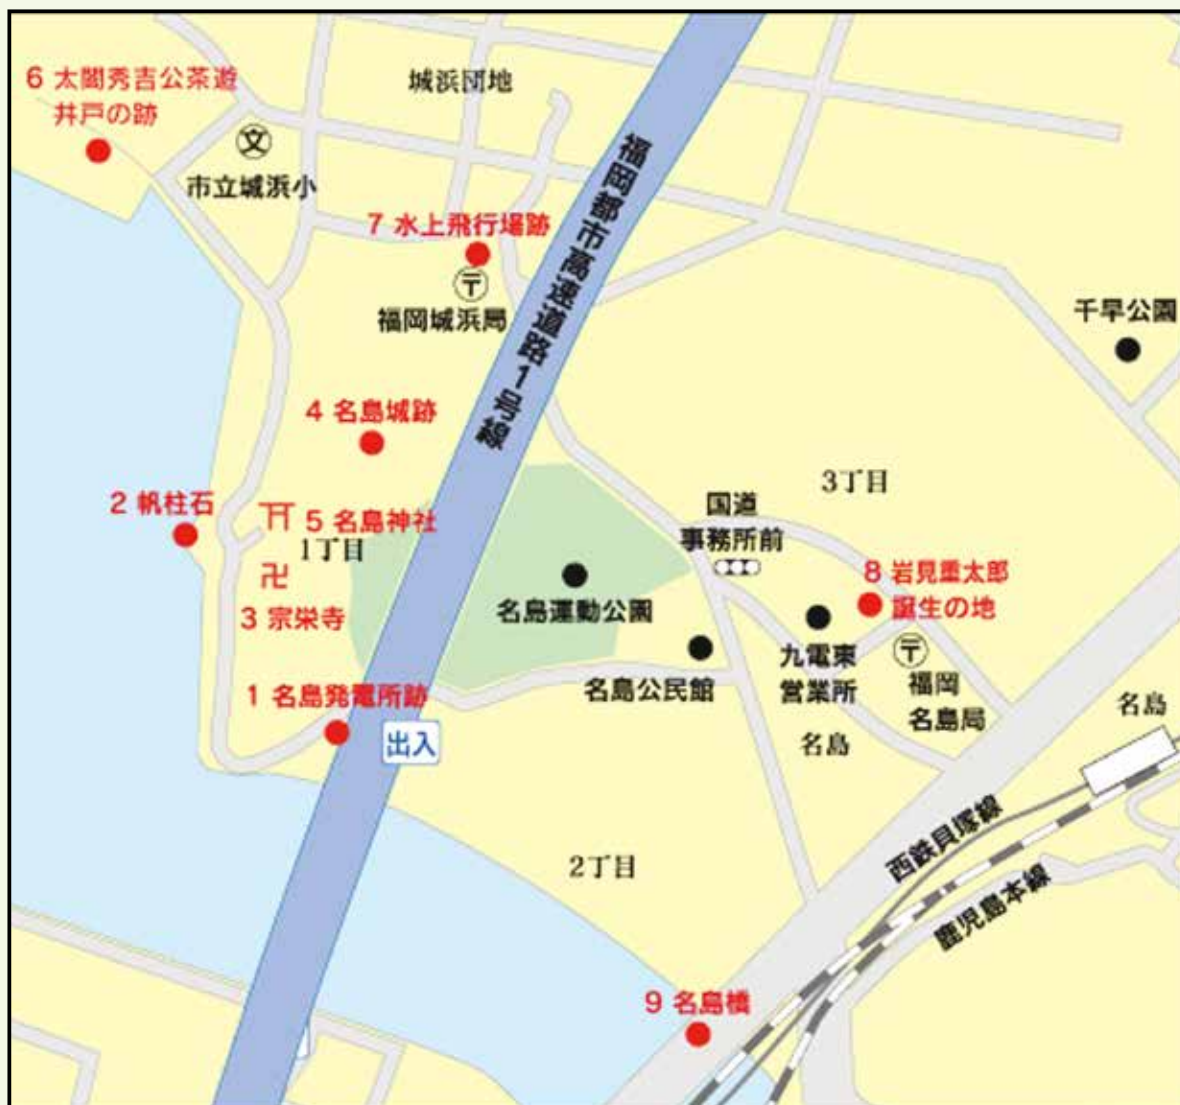 6 太閤秀吉公茶遊
井戸の跡
城浜団地
文
市立城浜小
7 水上飛行場跡
〒
福岡城浜局
福岡都市高速道路1号線
千早公園
4 名島城跡
3丁目
2 帆柱石
5 名島神社
1丁目
国道
事務所前
卍
3 宗栄寺
名島運動公園
8 岩見重太郎
誕生の地
九電東
営業所
〒
福岡
名島局
名島公民館
1 名島発電所跡
出入
名島
名島
2丁目
西鉄貝塚線
鹿児島本線
9 名島橋